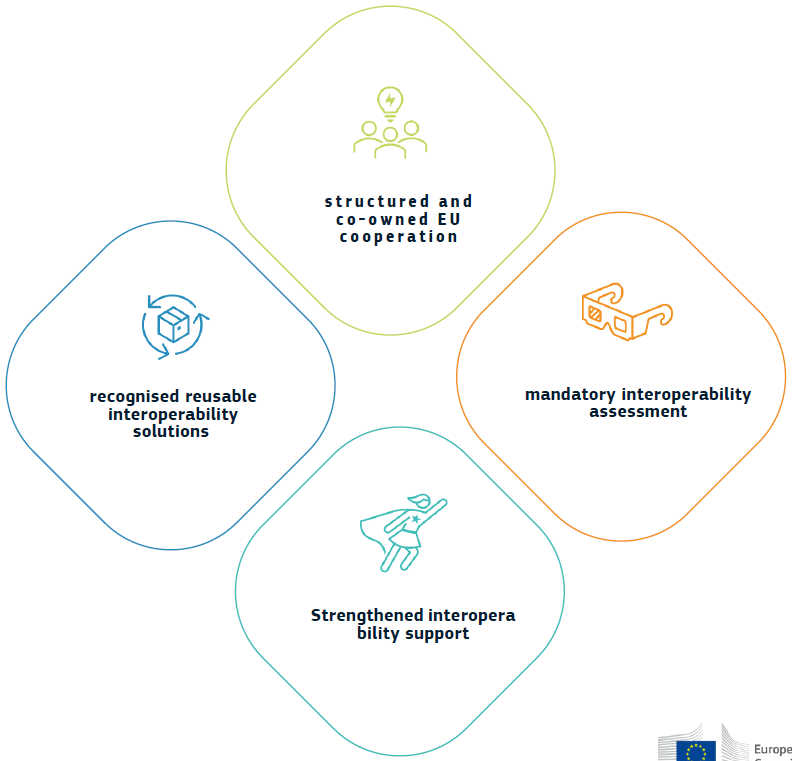 structured and
co-owned EU
cooperation
recognised reusable
interoperability
solutions
mandatory interoperability
assessment
Strengthened interopera
bility support
Europe